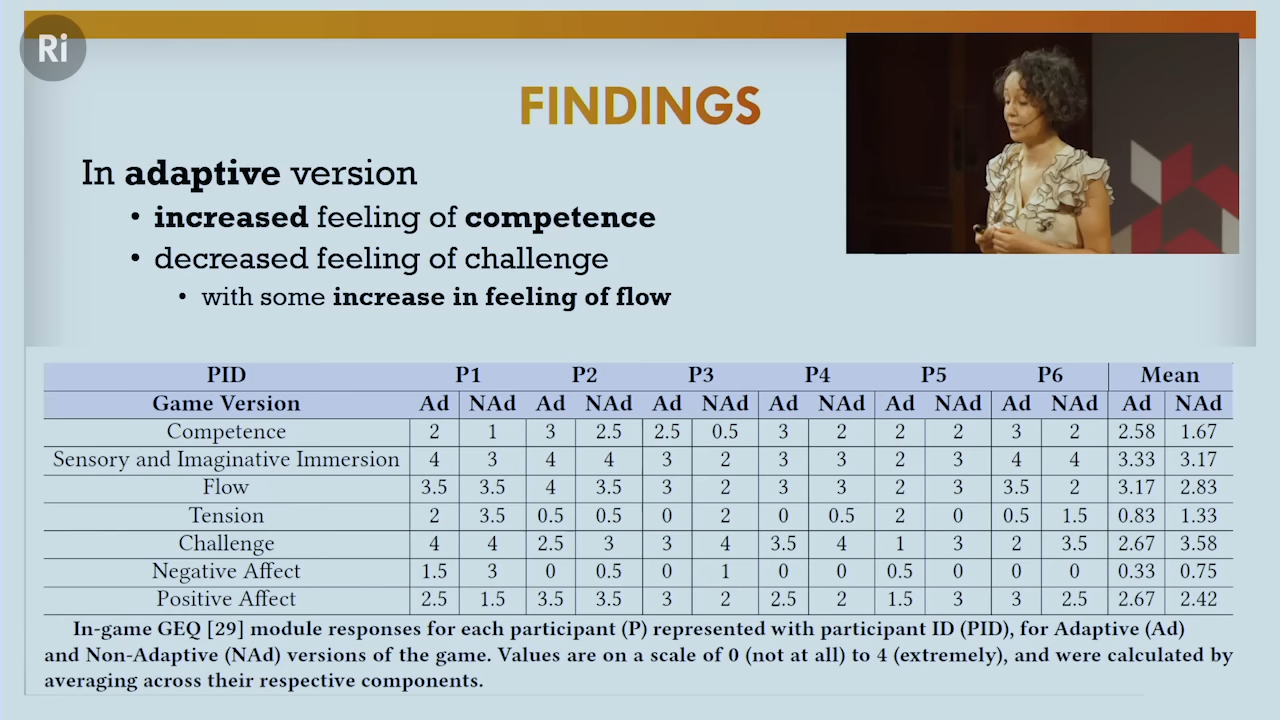 Ri
FINDINGS
In adaptive version
• increased feeling of competence
• decreased feeling of challenge
• with some increase in feeling of flow
PID P1 P2 P3 P4 P5 P6 Mean
Game Version Ad NAd Ad NAd Ad NAd Ad NAd Ad NAd Ad NAd Ad NAd
Competence 2 1 3 2.5 2.5 0.5 3 2 2 2 3 2 2.58 1.67
Sensory and Imaginative Immersion 4 3 4 4 3 2 3 3 2 3 4 4 3.33 3.17
Flow 3.5 3.5 4 3.5 3 2 3 3 2 3 3.5 2 3.17 2.83
Tension 2 3.5 0.5 0.5 0 2 0 0.5 2 0 0.5 1.5 0.83 1.33
Challenge 4 4 2.5 3 3 4 3.5 4 1 3 2 3.5 2.67 3.58
Negative Affect 1.5 3 0 0.5 0 1 0 0 0.5 0 0 0 0.33 0.75
Positive Affect 2.5 1.5 3.5 3.5 3 2 2.5 2 1.5 3 3 2.5 2.67 2.42
In-game GEQ [29] module responses for each participant (P) represented with participant ID (PID), for Adaptive (Ad)
and Non-Adaptive (NAd) versions of the game. Values are on a scale of 0 (not at all) to 4 (extremely), and were calculated by
averaging across their respective components.